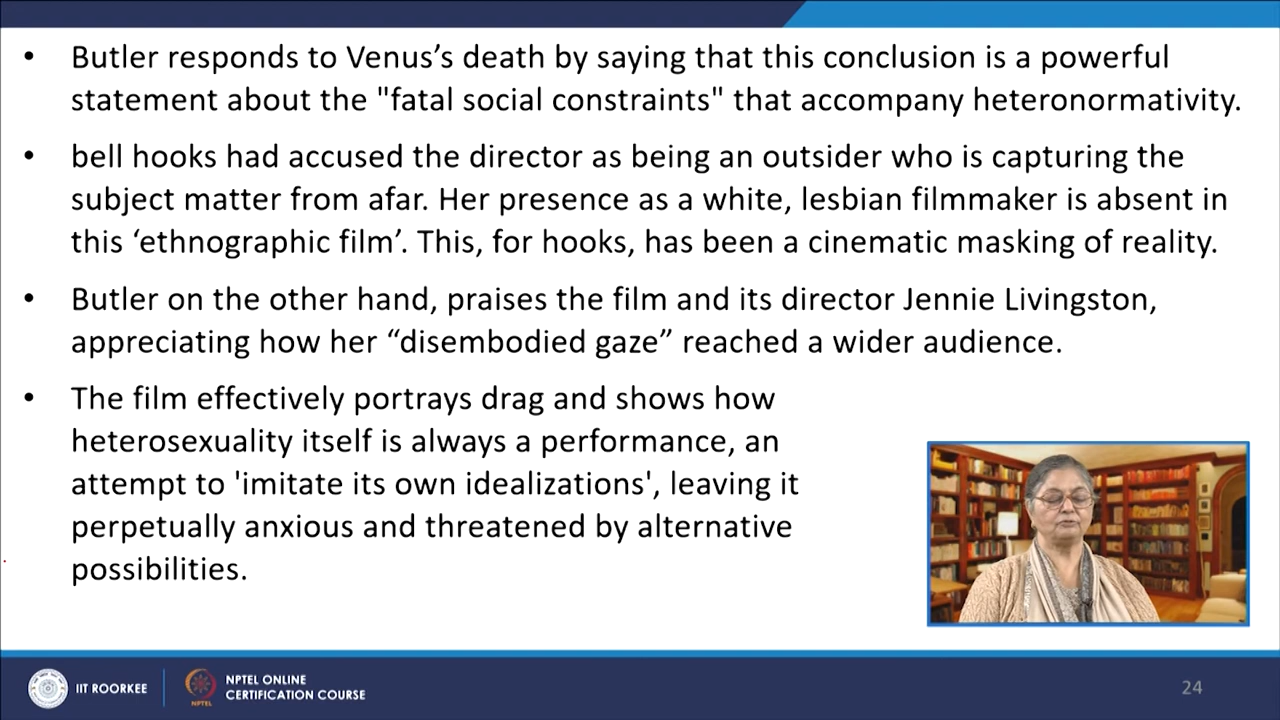 • Butler responds to Venus’s death by saying that this conclusion is a powerful
statement about the "fatal social constraints" that accompany heteronormativity.
• bell hooks had accused the director as being an outsider who is capturing the
subject matter from afar. Her presence as a white, lesbian filmmaker is absent in
this ‘ethnographic film’. This, for hooks, has been a cinematic masking of reality.
• Butler on the other hand, praises the film and its director Jennie Livingston,
appreciating how her “disembodied gaze” reached a wider audience.
• The film effectively portrays drag and shows how
heterosexuality itself is always a performance, an
attempt to 'imitate its own idealizations', leaving it
perpetually anxious and threatened by alternative
possibilities.
IIT ROORKEE
NPTEL
NPTEL ONLINE
CERTIFICATION COURSE
24